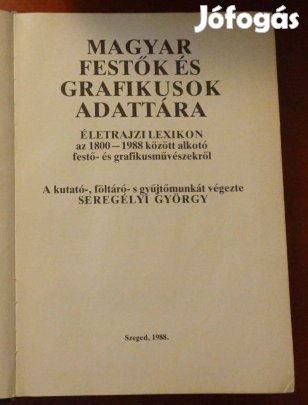 Jófogás
MAGYAR
FESTŐK ÉS
GRAFIKUSOK
ADATTÁRA
ÉLETRAJZI LEXIKON
az 1800–1988 között alkotó
festő- és grafikusművészekről
A kutató-, föltáró- s gyűjtőmunkát végezte
SEREGÉLYI GYÖRGY
Szeged, 1988.